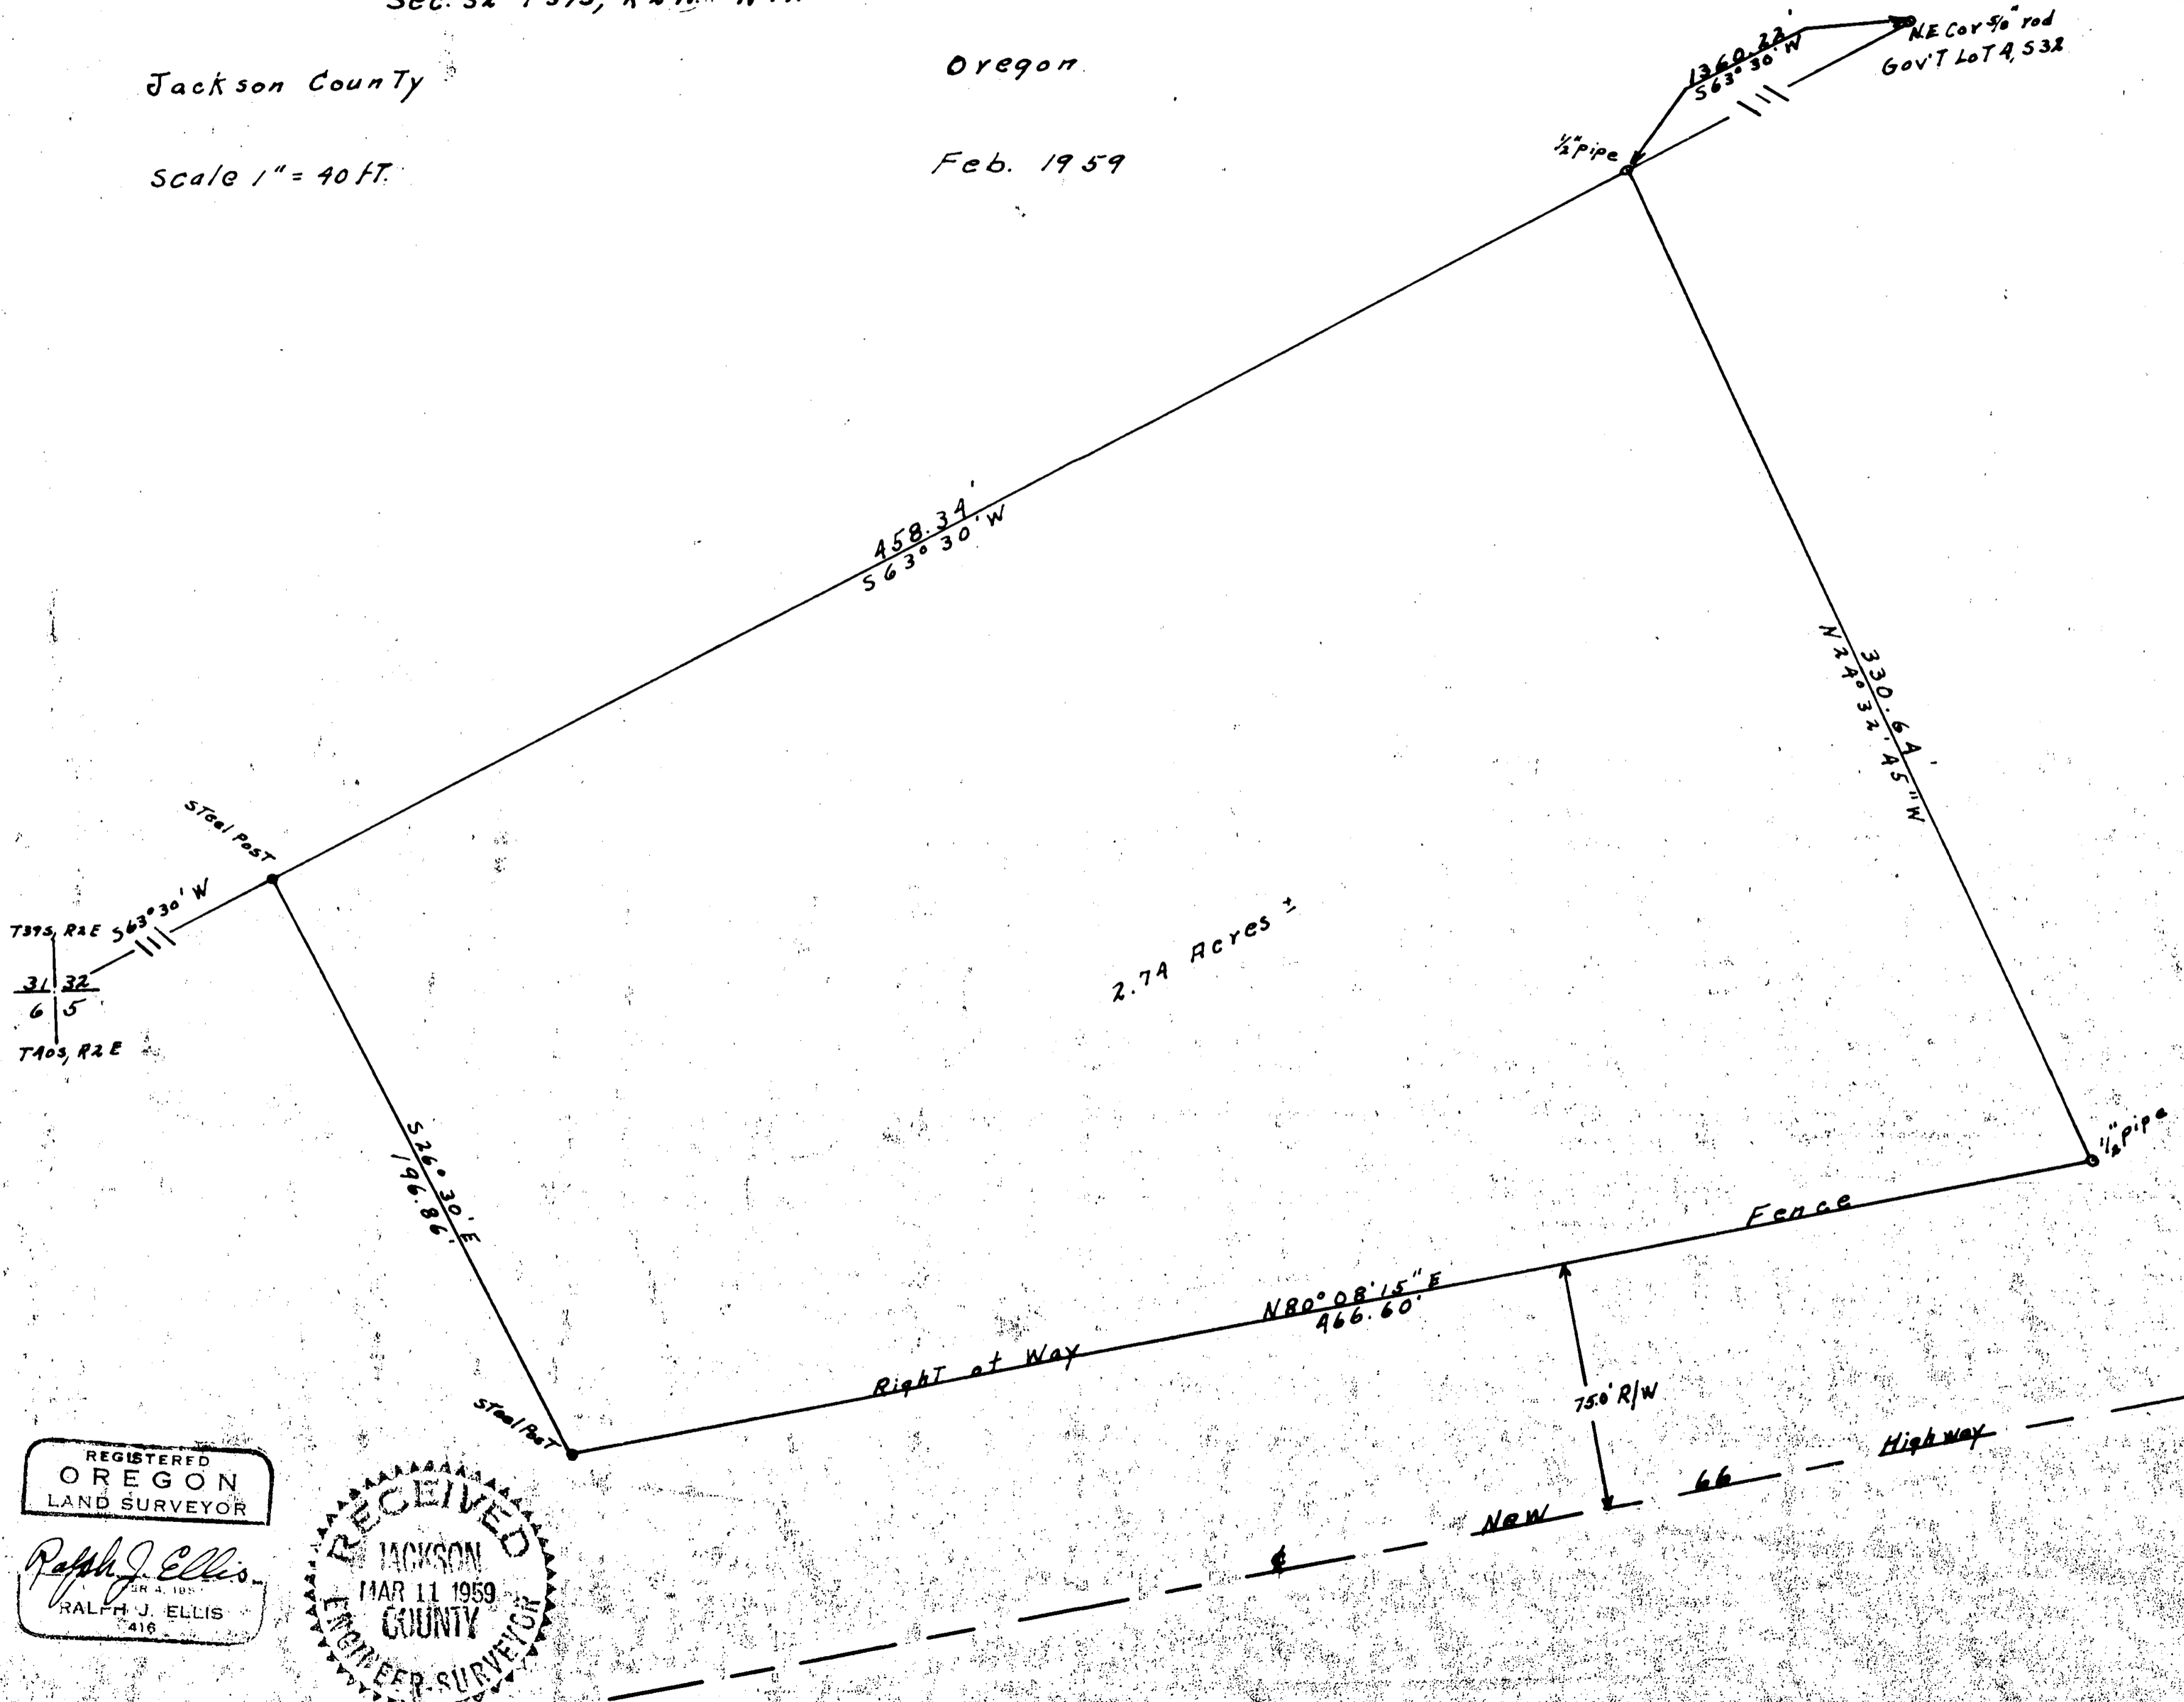 Sec. 32 T39S, R2
Jackson County
Oregon
Scale 1" = 40 fT.
Feb. 1959
1360.22'
S63° 30' W
N.E Cor 5/8" rod
Gov'T LoT 4, S32
1/2" pipe
458.34'
S63° 30' W
330.64'
N24° 32' 45" W
STeel PosT
S63° 30' W
T39S, R2E
31 32
6 5
T40S, R2E
2.74 Acres ±
S26° 30' E
196.86'
1/2" pipe
Fence
N80° 08' 15" E
466.60'
RighT of Way
STeel PosT
75.0' R/W
New 66 Highway
℄
REGISTERED
OREGON
LAND SURVEYOR
Ralph J. Ellis
RALPH J. ELLIS
416
RECEIVED
JACKSON
MAR 11 1959
COUNTY
ENGINEER-SURVEYOR